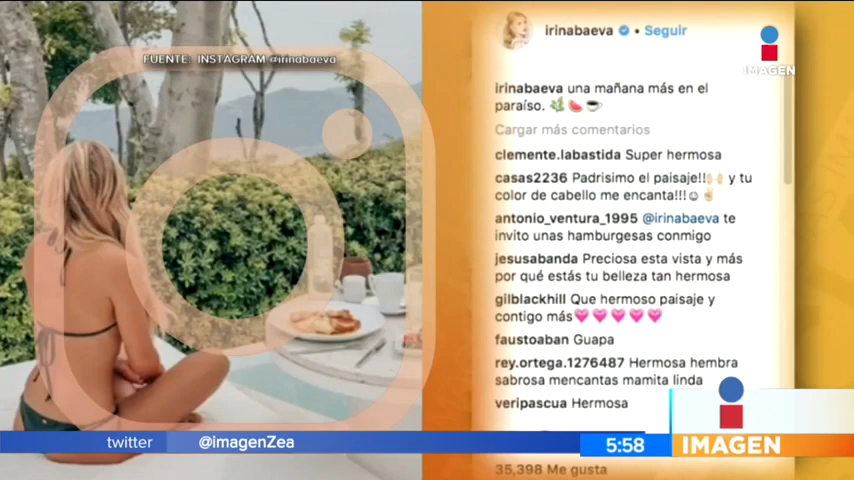 FUENTE: INSTAGRAM @irinabaeva
irinabaeva • Seguir
IMAGEN
irinabaeva una mañana más en el
paraíso. 🌿🍉☕
Cargar más comentarios
clemente.labastida Super hermosa
casas2236 Padrisimo el paisaje!!🙌🏻 y tu
color de cabello me encanta!!!☺✌🏼
antonio_ventura_1995 @irinabaeva te
invito unas hamburgesas conmigo
jesusabanda Preciosa esta vista y más
por qué estás tu belleza tan hermosa
gilblackhill Que hermoso paisaje y
contigo más💗💗💗💗💗
faustoaban Guapa
rey.ortega.1276487 Hermosa hembra
sabrosa mencantas mamita linda
veripascua Hermosa
twitter @imagenZea
5:58 IMAGEN
35,398 Me gusta